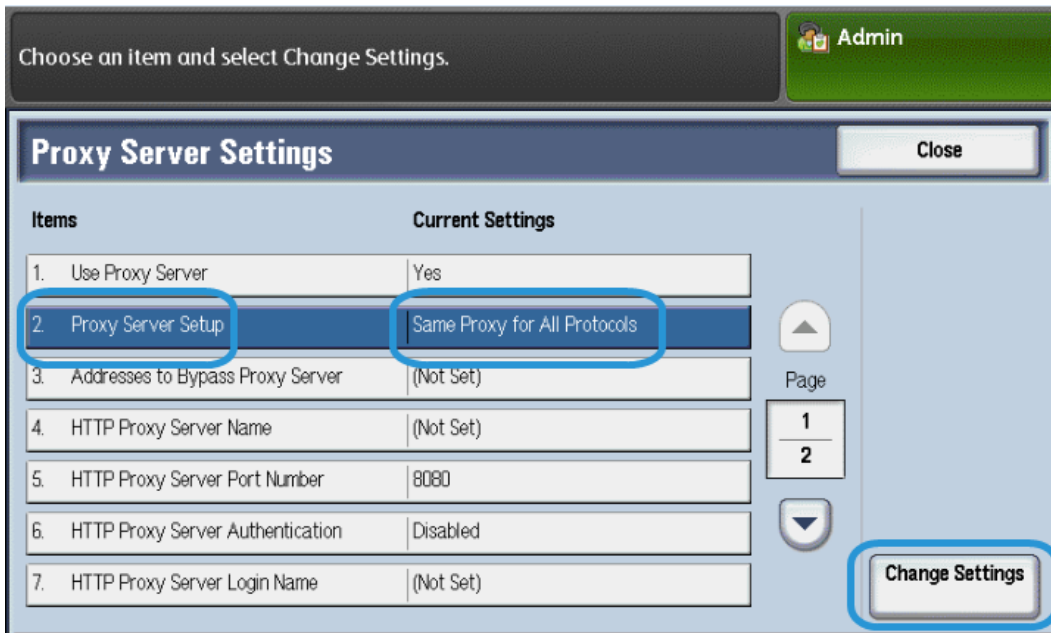 Choose an item and select Change Settings.
Admin
Proxy Server Settings
Close
Items Current Settings
1. Use Proxy Server Yes
2. Proxy Server Setup Same Proxy for All Protocols
3. Addresses to Bypass Proxy Server (Not Set)
Page
4. HTTP Proxy Server Name (Not Set)
1
2
5. HTTP Proxy Server Port Number 8080
6. HTTP Proxy Server Authentication Disabled
7. HTTP Proxy Server Login Name (Not Set)
Change Settings